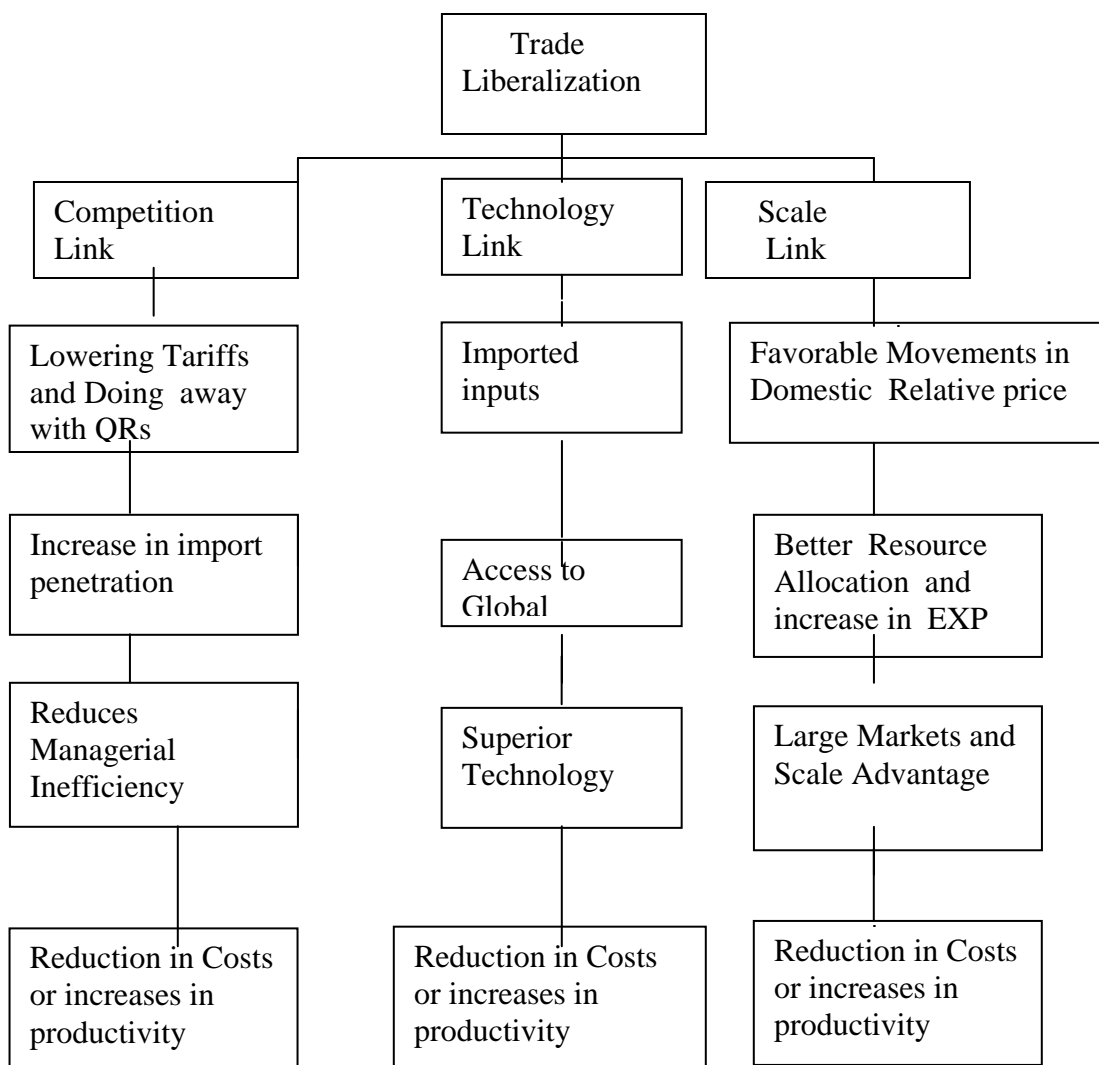 Trade
Liberalization
Competition
Link
Technology
Link
Scale
Link
Lowering Tariffs
and Doing away
with QRs
Imported
inputs
Favorable Movements in
Domestic Relative price
Increase in import
penetration
Access to
Global
Better Resource
Allocation and
increase in EXP
Reduces
Managerial
Inefficiency
Superior
Technology
Large Markets and
Scale Advantage
Reduction in Costs
or increases in
productivity
Reduction in Costs
or increases in
productivity
Reduction in Costs
or increases in
productivity